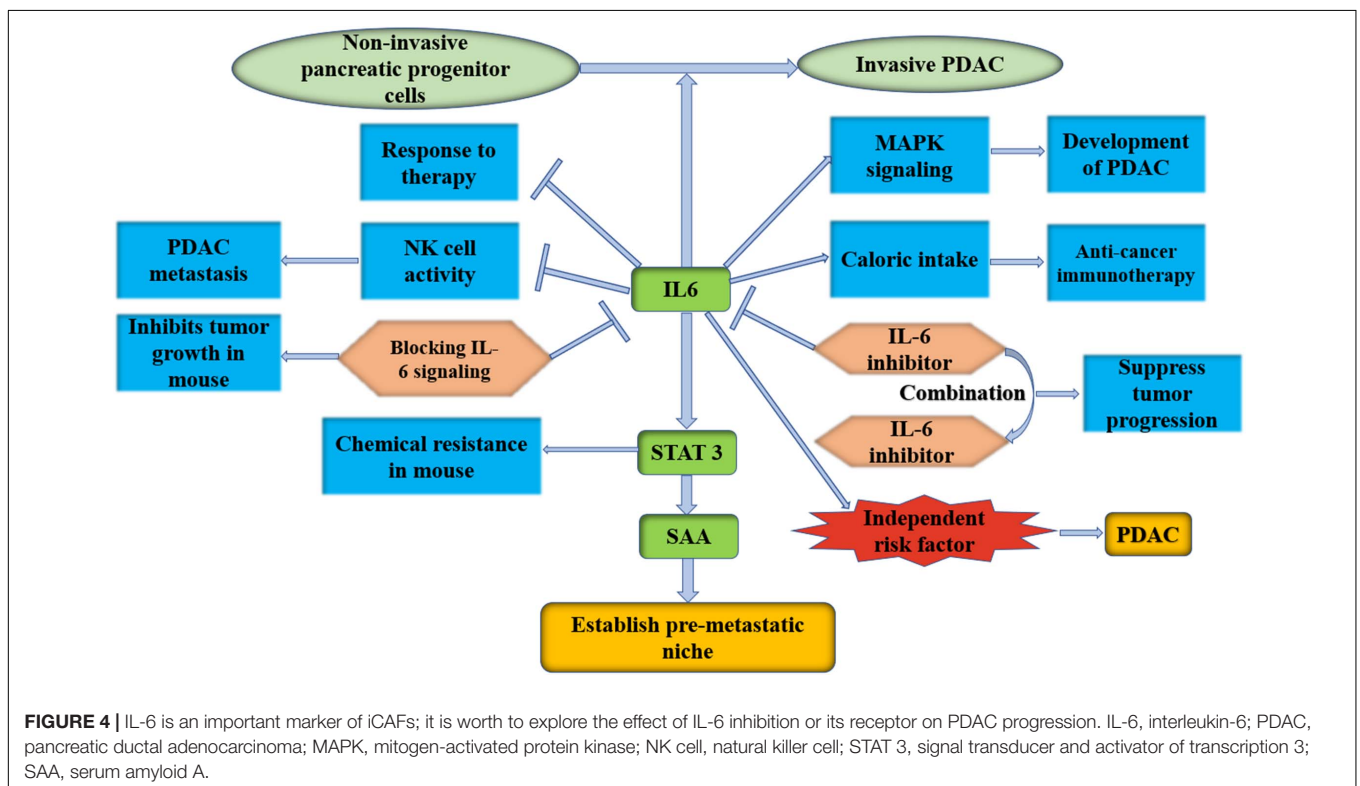 Non-invasive
pancreatic progenitor
cells
Invasive PDAC
Response to
therapy
MAPK
signaling
Development
of PDAC
PDAC
metastasis
NK cell
activity
IL6
Caloric intake
Anti-cancer
immunotherapy
Inhibits tumor
growth in
mouse
Blocking IL-
6 signaling
IL-6
inhibitor
Combination
IL-6
inhibitor
Suppress
tumor
progression
Chemical resistance
in mouse
STAT 3
SAA
Independent
risk factor
PDAC
Establish pre-metastatic
niche
FIGURE 4 | IL-6 is an important marker of iCAFs; it is worth to explore the effect of IL-6 inhibition or its receptor on PDAC progression. IL-6, interleukin-6; PDAC,
pancreatic ductal adenocarcinoma; MAPK, mitogen-activated protein kinase; NK cell, natural killer cell; STAT 3, signal transducer and activator of transcription 3;
SAA, serum amyloid A.